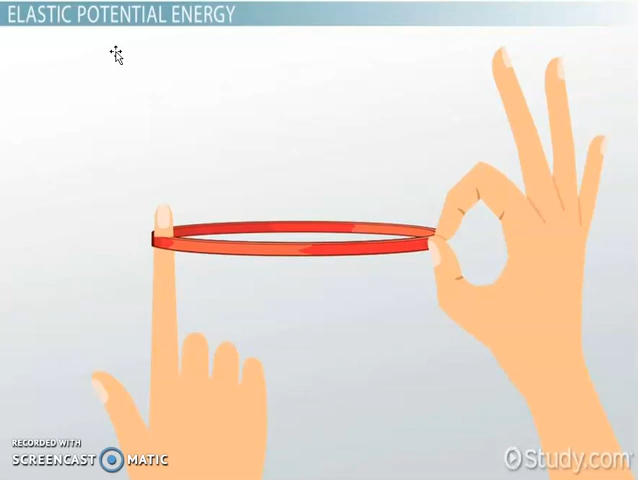 ELASTIC POTENTIAL ENERGY
RECORDED WITH
SCREENCAST MATIC
Study.com